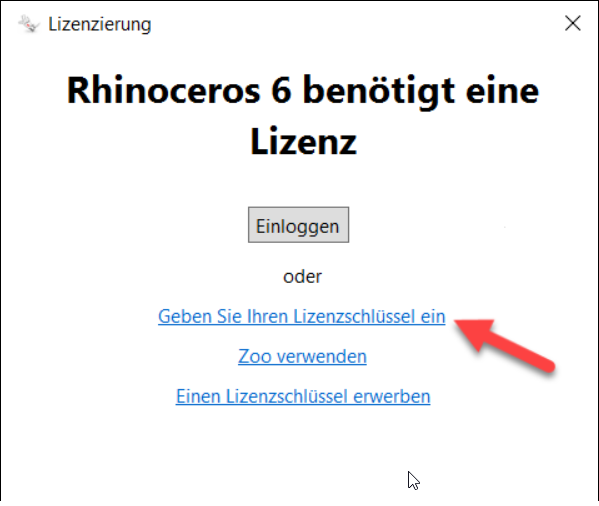 Lizenzierung
Rhinoceros 6 benötigt eine
Lizenz
Einloggen
oder
Geben Sie Ihren Lizenzschlüssel ein
Zoo verwenden
Einen Lizenzschlüssel erwerben